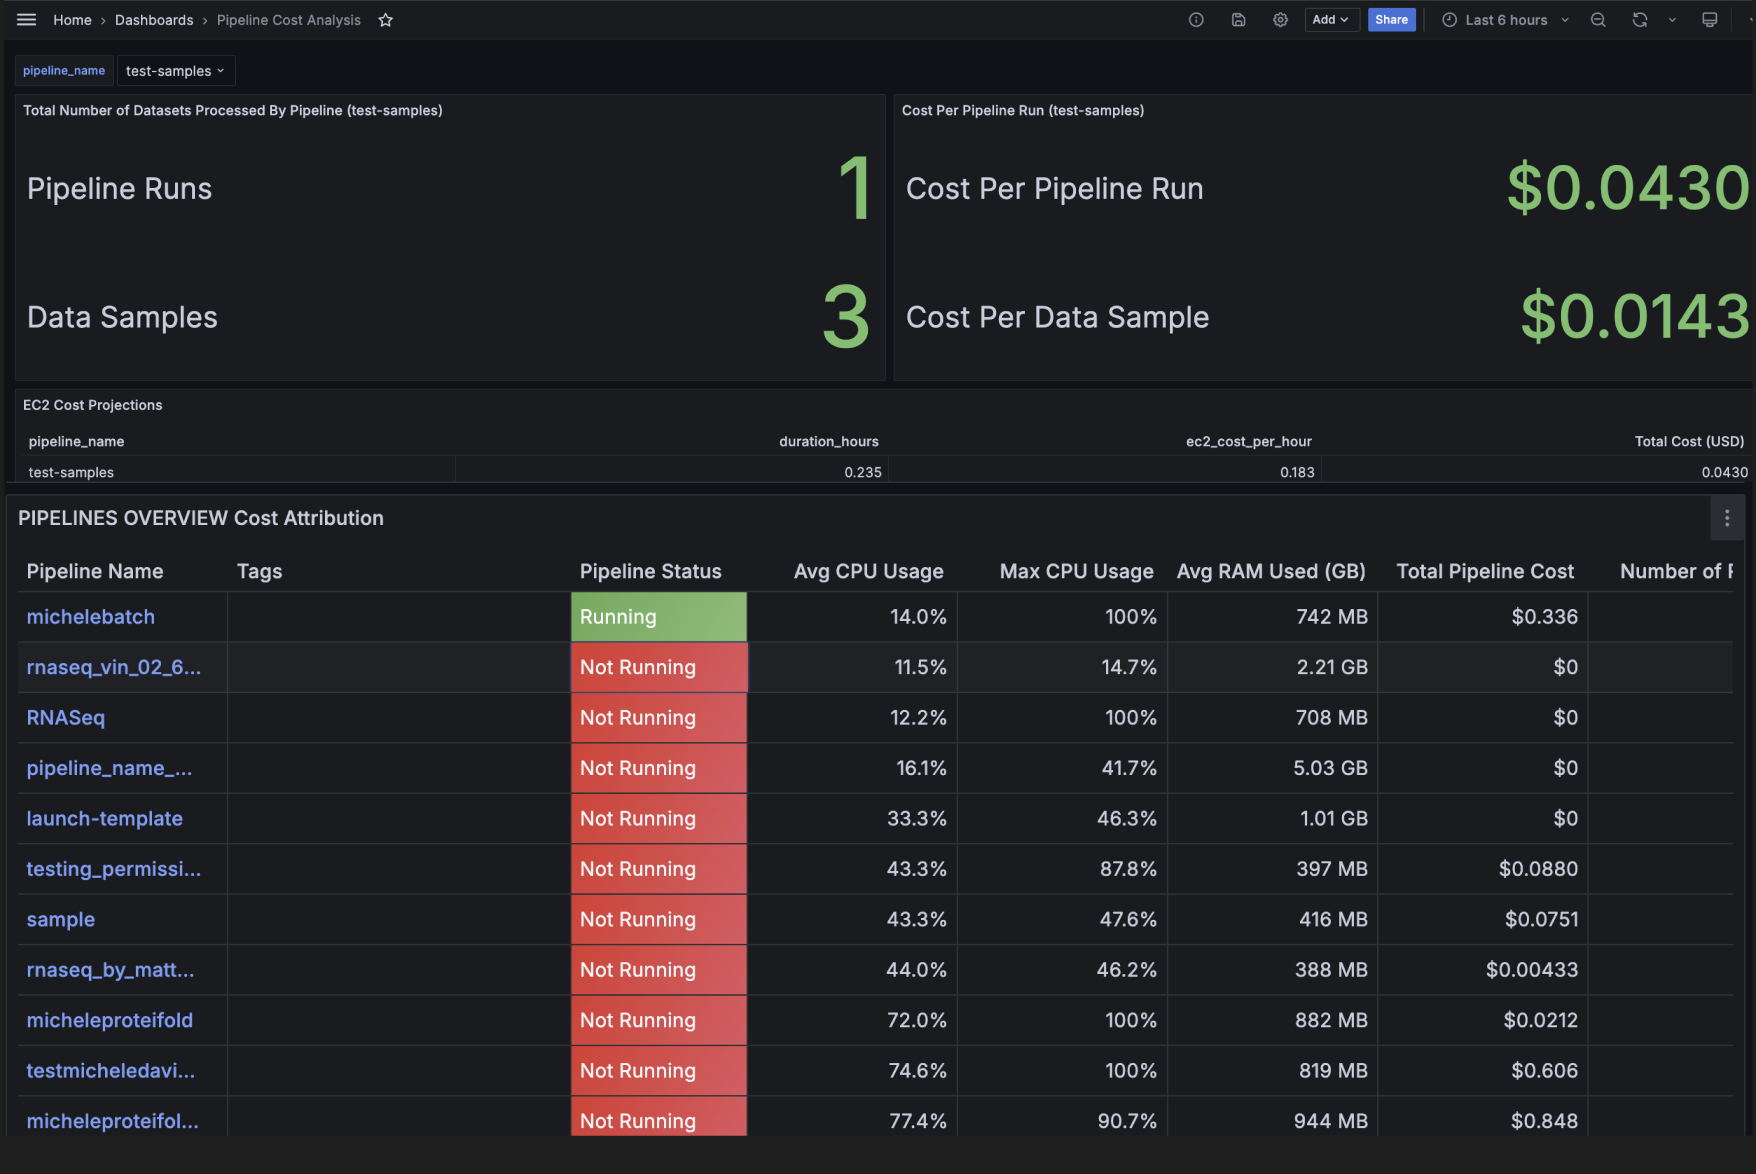 Home › Dashboards › Pipeline Cost Analysis
Add
Share
Last 6 hours
pipeline_name test-samples
Total Number of Datasets Processed By Pipeline (test-samples)
Pipeline Runs 1
Data Samples 3
Cost Per Pipeline Run (test-samples)
Cost Per Pipeline Run $0.0430
Cost Per Data Sample $0.0143
EC2 Cost Projections
pipeline_name duration_hours ec2_cost_per_hour Total Cost (USD)
test-samples 0.235 0.183 0.0430
PIPELINES OVERVIEW Cost Attribution
Pipeline Name Tags Pipeline Status Avg CPU Usage Max CPU Usage Avg RAM Used (GB) Total Pipeline Cost Number of
michelebatch Running 14.0% 100% 742 MB $0.336
rnaseq_vin_02_6... Not Running 11.5% 14.7% 2.21 GB $0
RNASeq Not Running 12.2% 100% 708 MB $0
pipeline_name_... Not Running 16.1% 41.7% 5.03 GB $0
launch-template Not Running 33.3% 46.3% 1.01 GB $0
testing_permissi... Not Running 43.3% 87.8% 397 MB $0.0880
sample Not Running 43.3% 47.6% 416 MB $0.0751
rnaseq_by_matt... Not Running 44.0% 46.2% 388 MB $0.00433
micheleproteifold Not Running 72.0% 100% 882 MB $0.0212
testmicheledavi... Not Running 74.6% 100% 819 MB $0.606
micheleproteifol... Not Running 77.4% 90.7% 944 MB $0.848